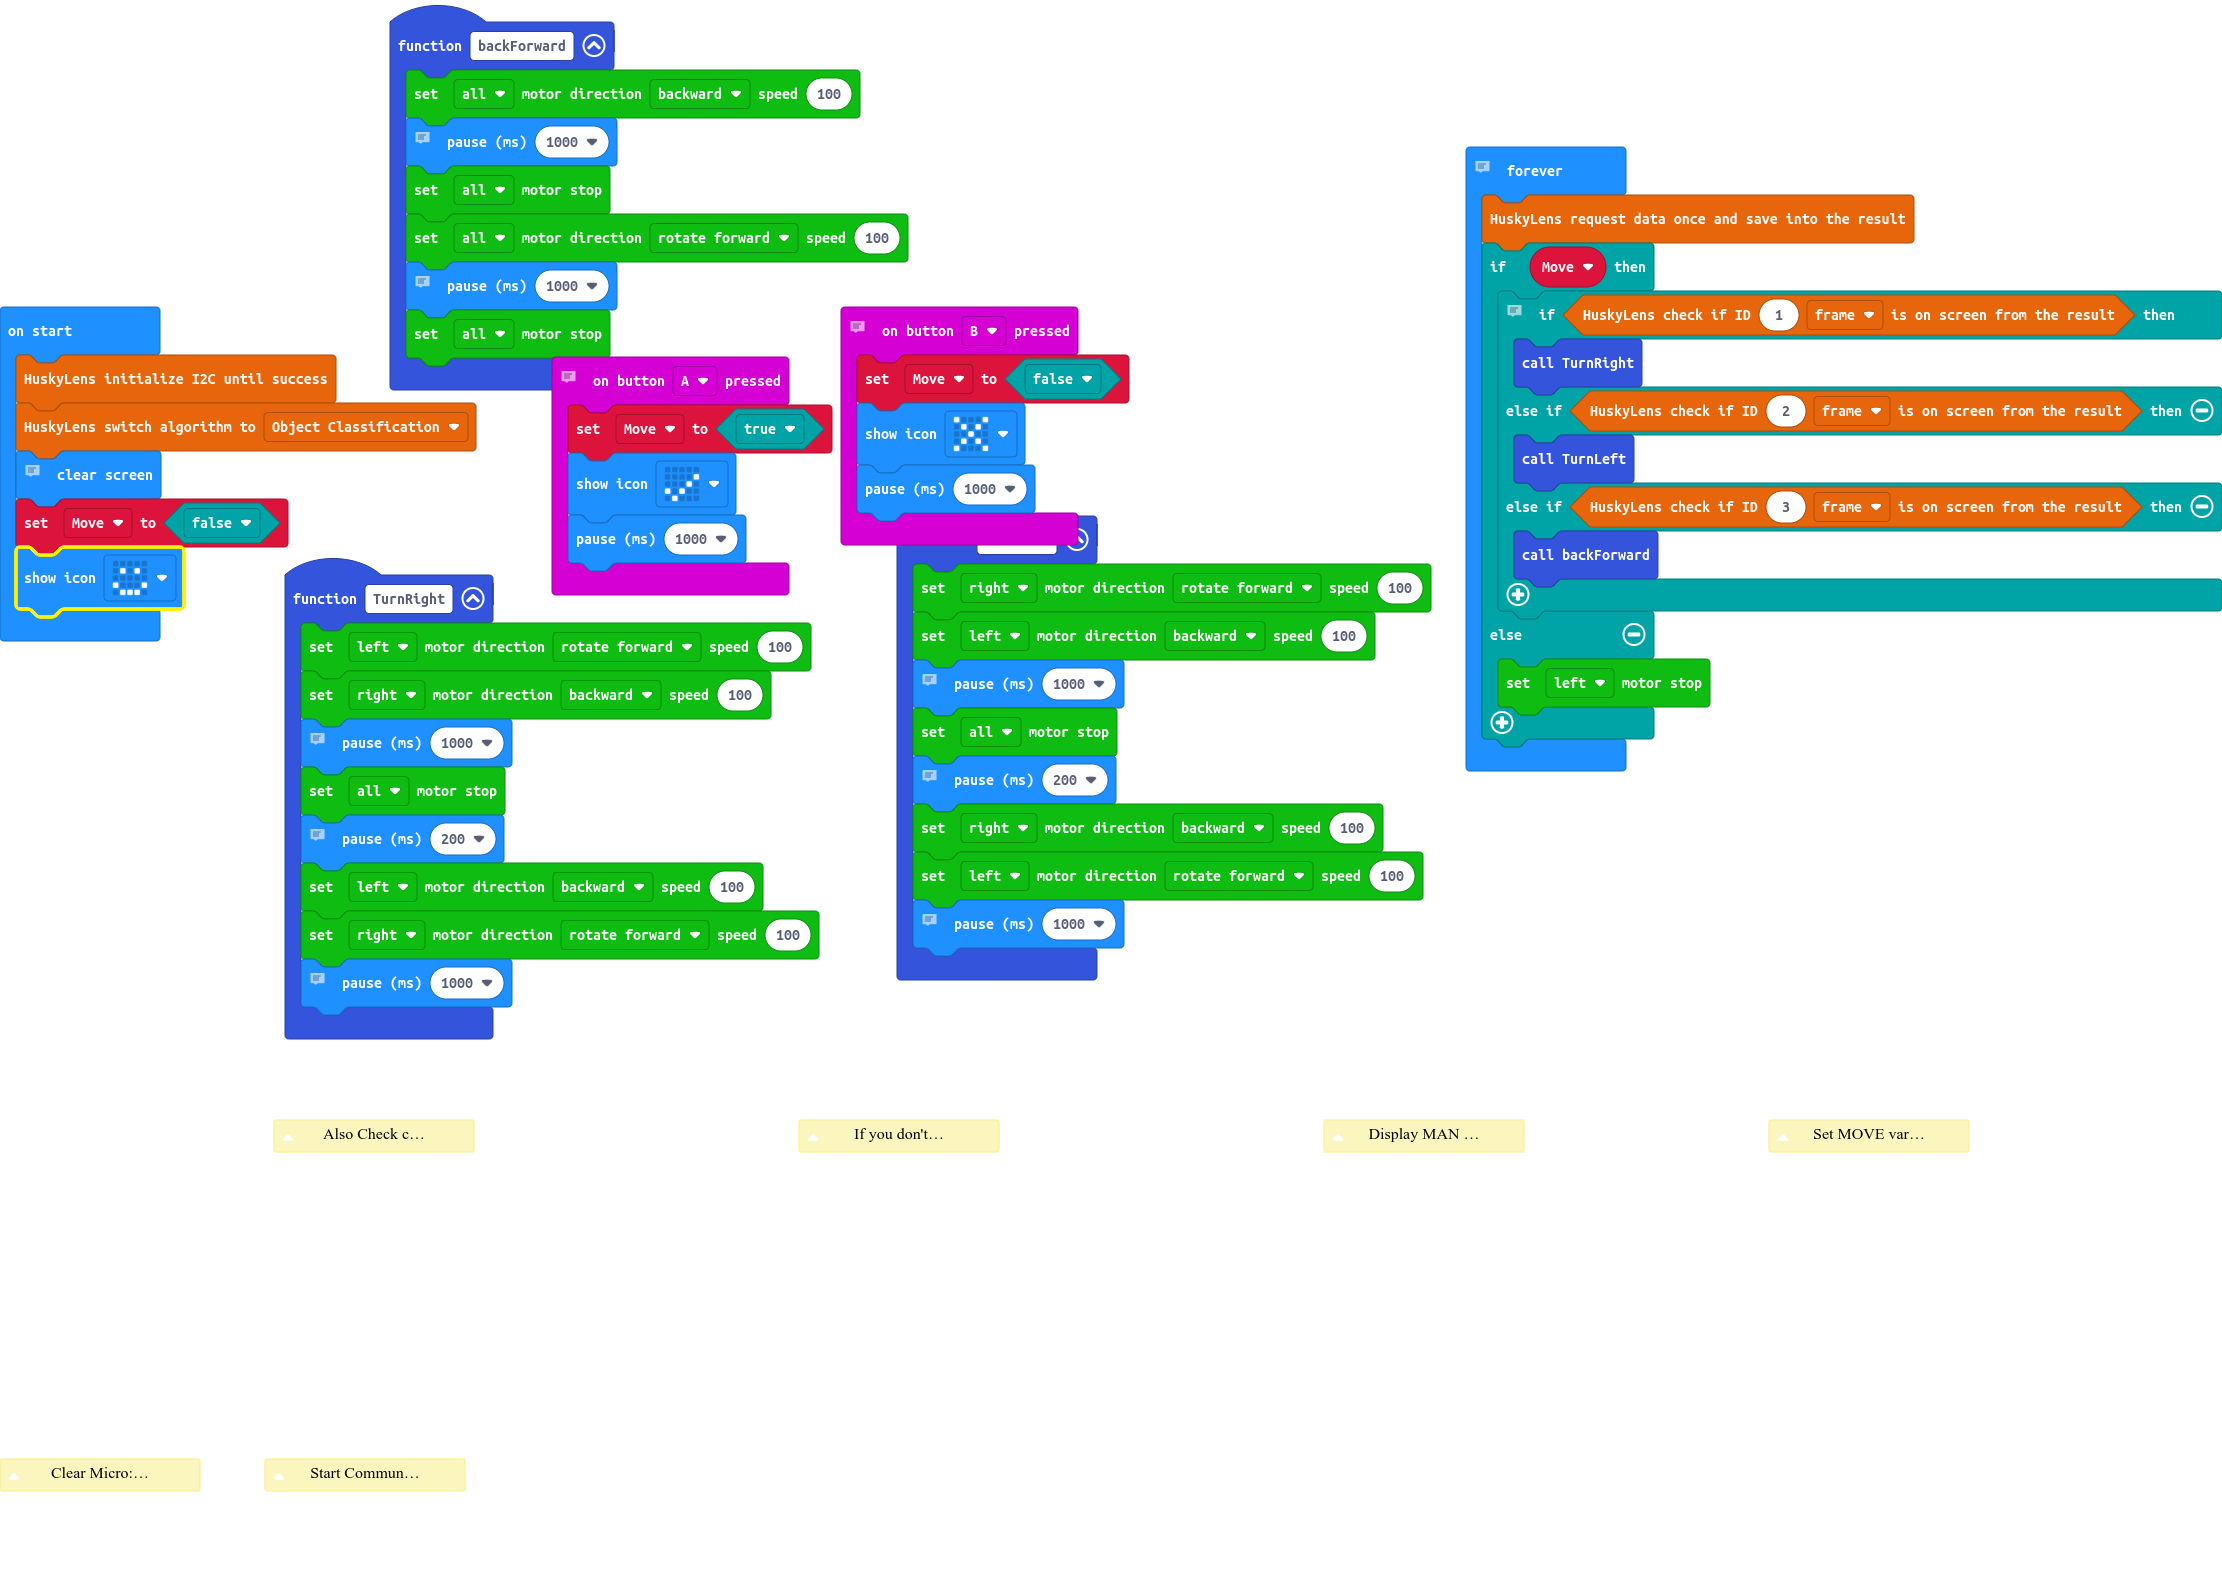 function backForward
set all motor direction backward speed 100
pause (ms) 1000
set all motor stop
set all motor direction rotate forward speed 100
pause (ms) 1000
set all motor stop
on start
HuskyLens initialize I2C until success
HuskyLens switch algorithm to Object Classification
clear screen
set Move to false
show icon
on button A pressed
set Move to true
show icon
pause (ms) 1000
on button B pressed
set Move to false
show icon
pause (ms) 1000
function TurnRight
set left motor direction rotate forward speed 100
set right motor direction backward speed 100
pause (ms) 1000
set all motor stop
pause (ms) 200
set left motor direction backward speed 100
set right motor direction rotate forward speed 100
pause (ms) 1000
set right motor direction rotate forward speed 100
set left motor direction backward speed 100
pause (ms) 1000
set all motor stop
pause (ms) 200
set right motor direction backward speed 100
set left motor direction rotate forward speed 100
pause (ms) 1000
forever
HuskyLens request data once and save into the result
if Move then
if HuskyLens check if ID 1 frame is on screen from the result then
call TurnRight
else if HuskyLens check if ID 2 frame is on screen from the result then
call TurnLeft
else if HuskyLens check if ID 3 frame is on screen from the result then
call backForward
else
set left motor stop
Also Check c…
If you don't…
Display MAN …
Set MOVE var…
Clear Micro:…
Start Commun…